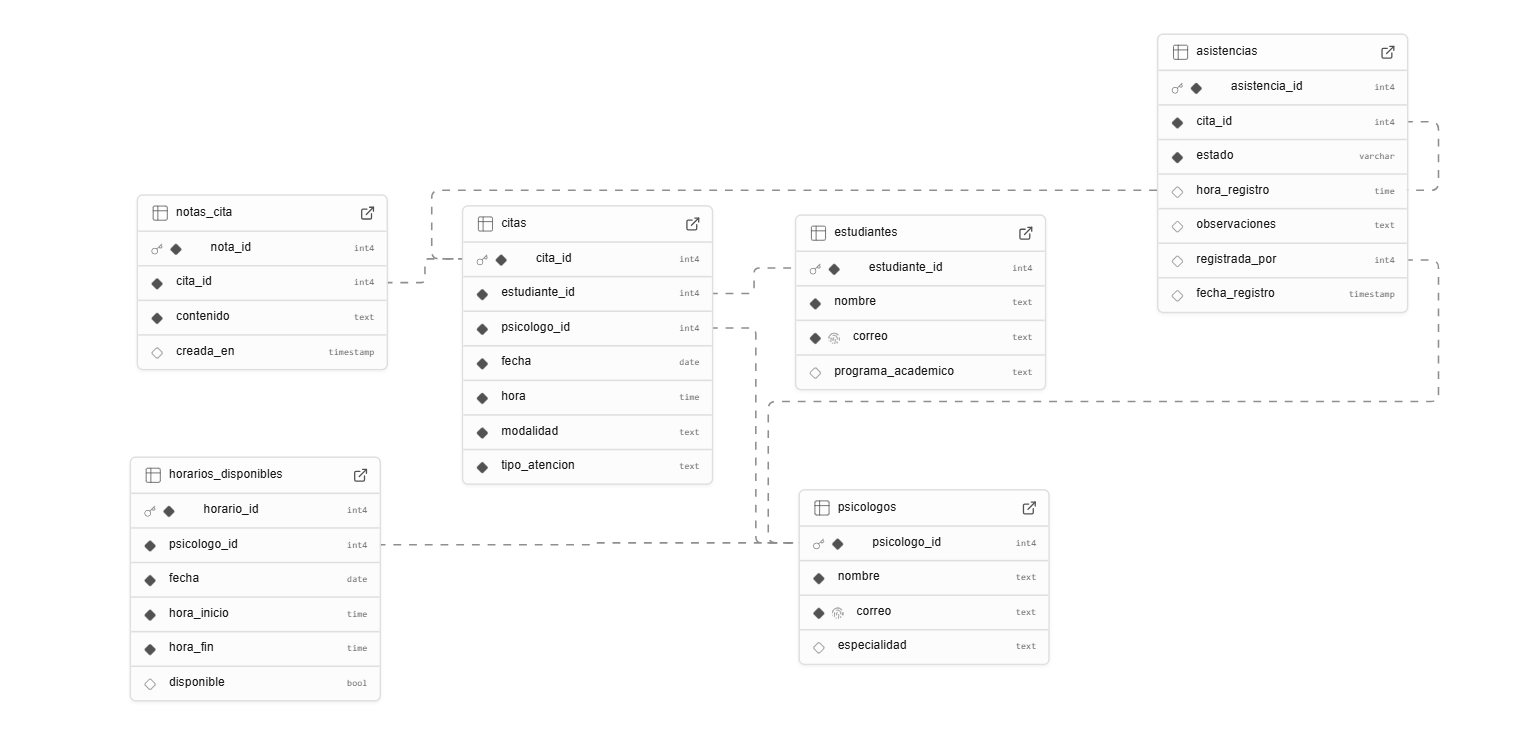 asistencias
asistencia_id int4
cita_id int4
estado varchar
hora_registro time
observaciones text
registrada_por int4
fecha_registro timestamp
notas_cita
nota_id int4
cita_id int4
contenido text
creada_en timestamp
citas
cita_id int4
estudiante_id int4
psicologo_id int4
fecha date
hora time
modalidad text
tipo_atencion text
estudiantes
estudiante_id int4
nombre text
correo text
programa_academico text
horarios_disponibles
horario_id int4
psicologo_id int4
fecha date
hora_inicio time
hora_fin time
disponible bool
psicologos
psicologo_id int4
nombre text
correo text
especialidad text